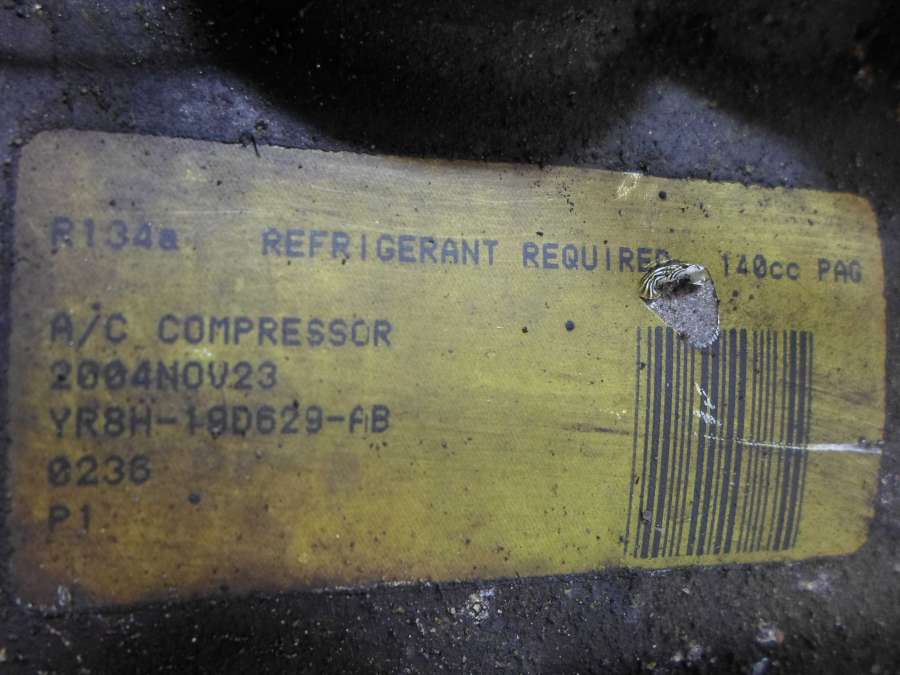 R134a REFRIGERANT REQUIRED 140cc PAG
A/C COMPRESSOR
2004NOV23
YR8H-19D629-AB
0236
P1